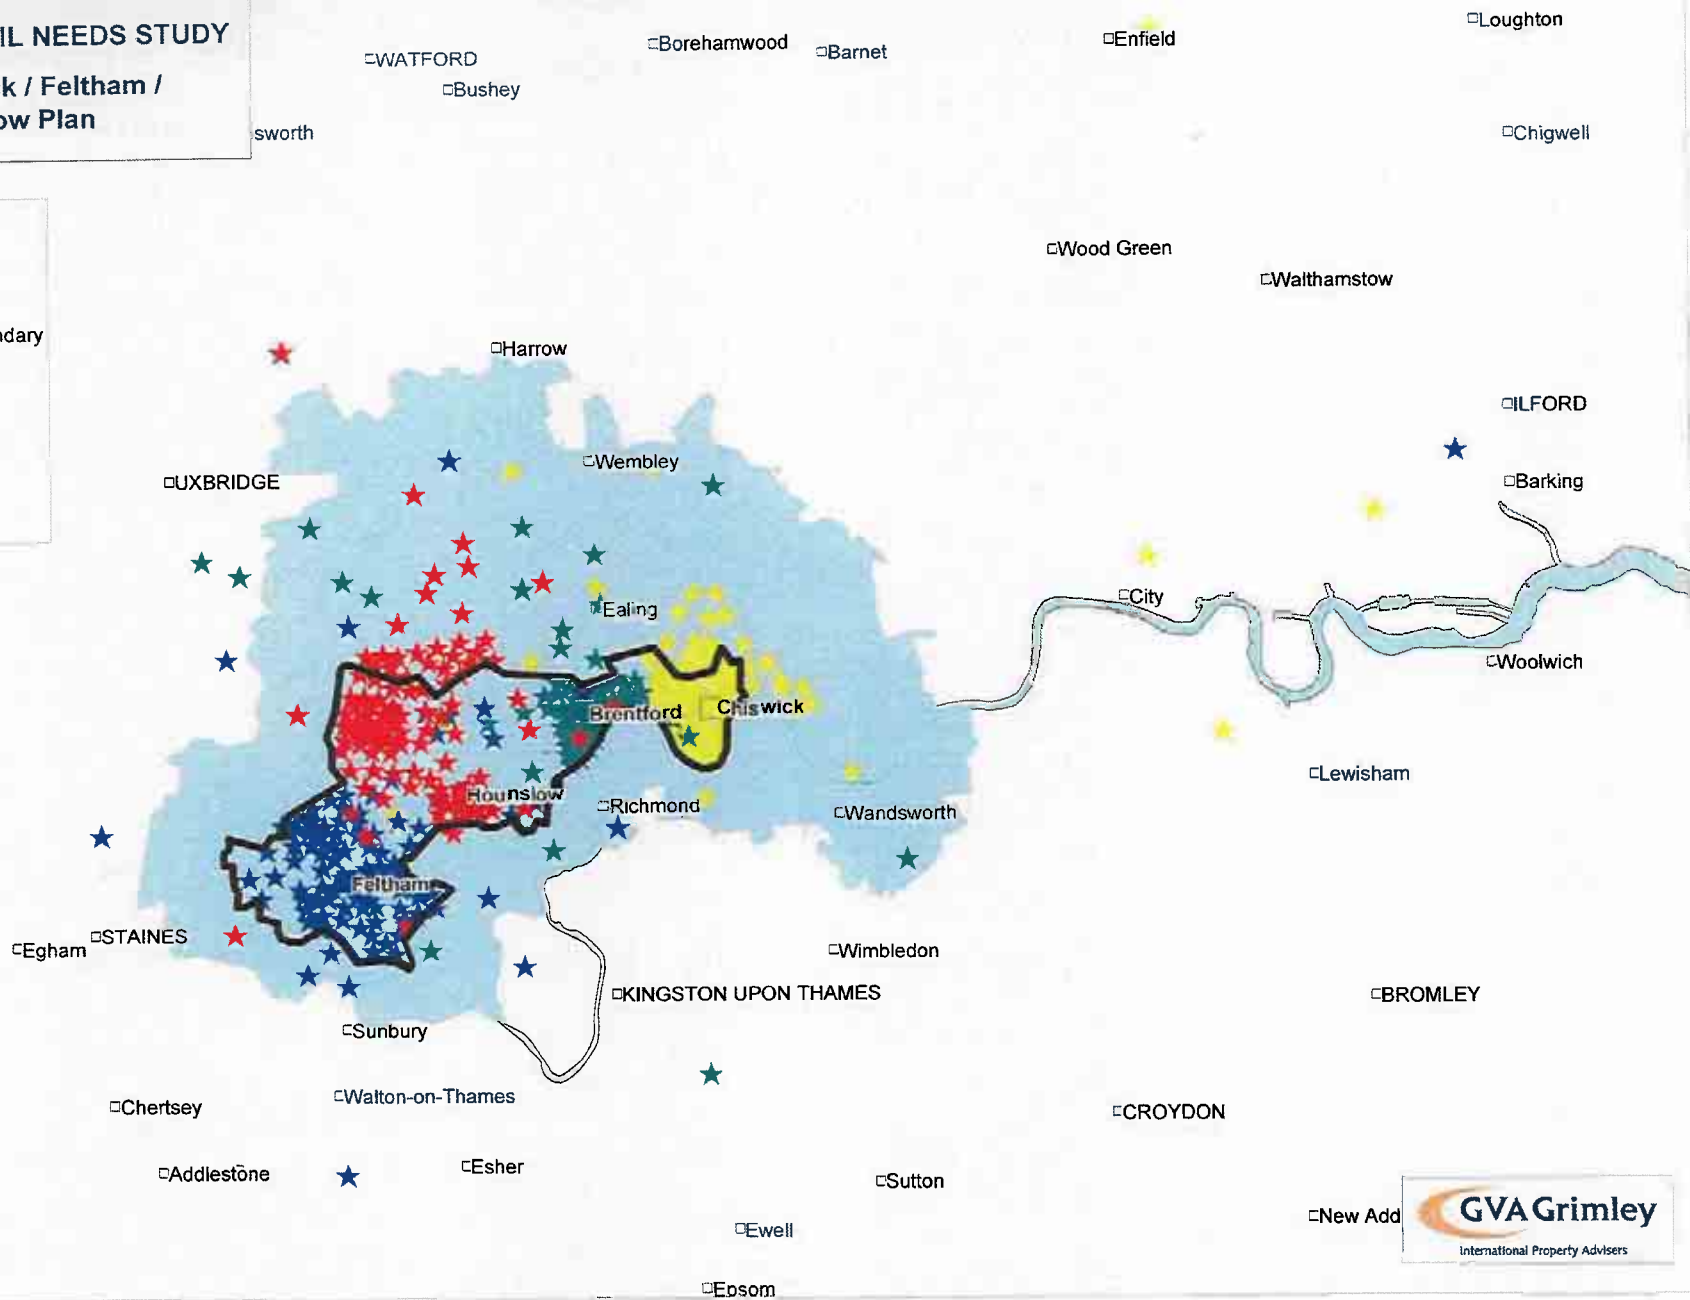 IL NEEDS STUDY
k / Feltham /
ow Plan
ndary
sworth
WATFORD
Bushey
Borehamwood
Barnet
Enfield
Loughton
Chigwell
Wood Green
Walthamstow
Harrow
ILFORD
UXBRIDGE
Wembley
Barking
City
Ealing
Woolwich
Brentford
Chiswick
Lewisham
Hounslow
Richmond
Wandsworth
Feltham
Egham
STAINES
Wimbledon
KINGSTON UPON THAMES
BROMLEY
Sunbury
Walton-on-Thames
Chertsey
CROYDON
Addlestone
Esher
Sutton
New Add
GVA Grimley
International Property Advisers
Ewell
Epsom